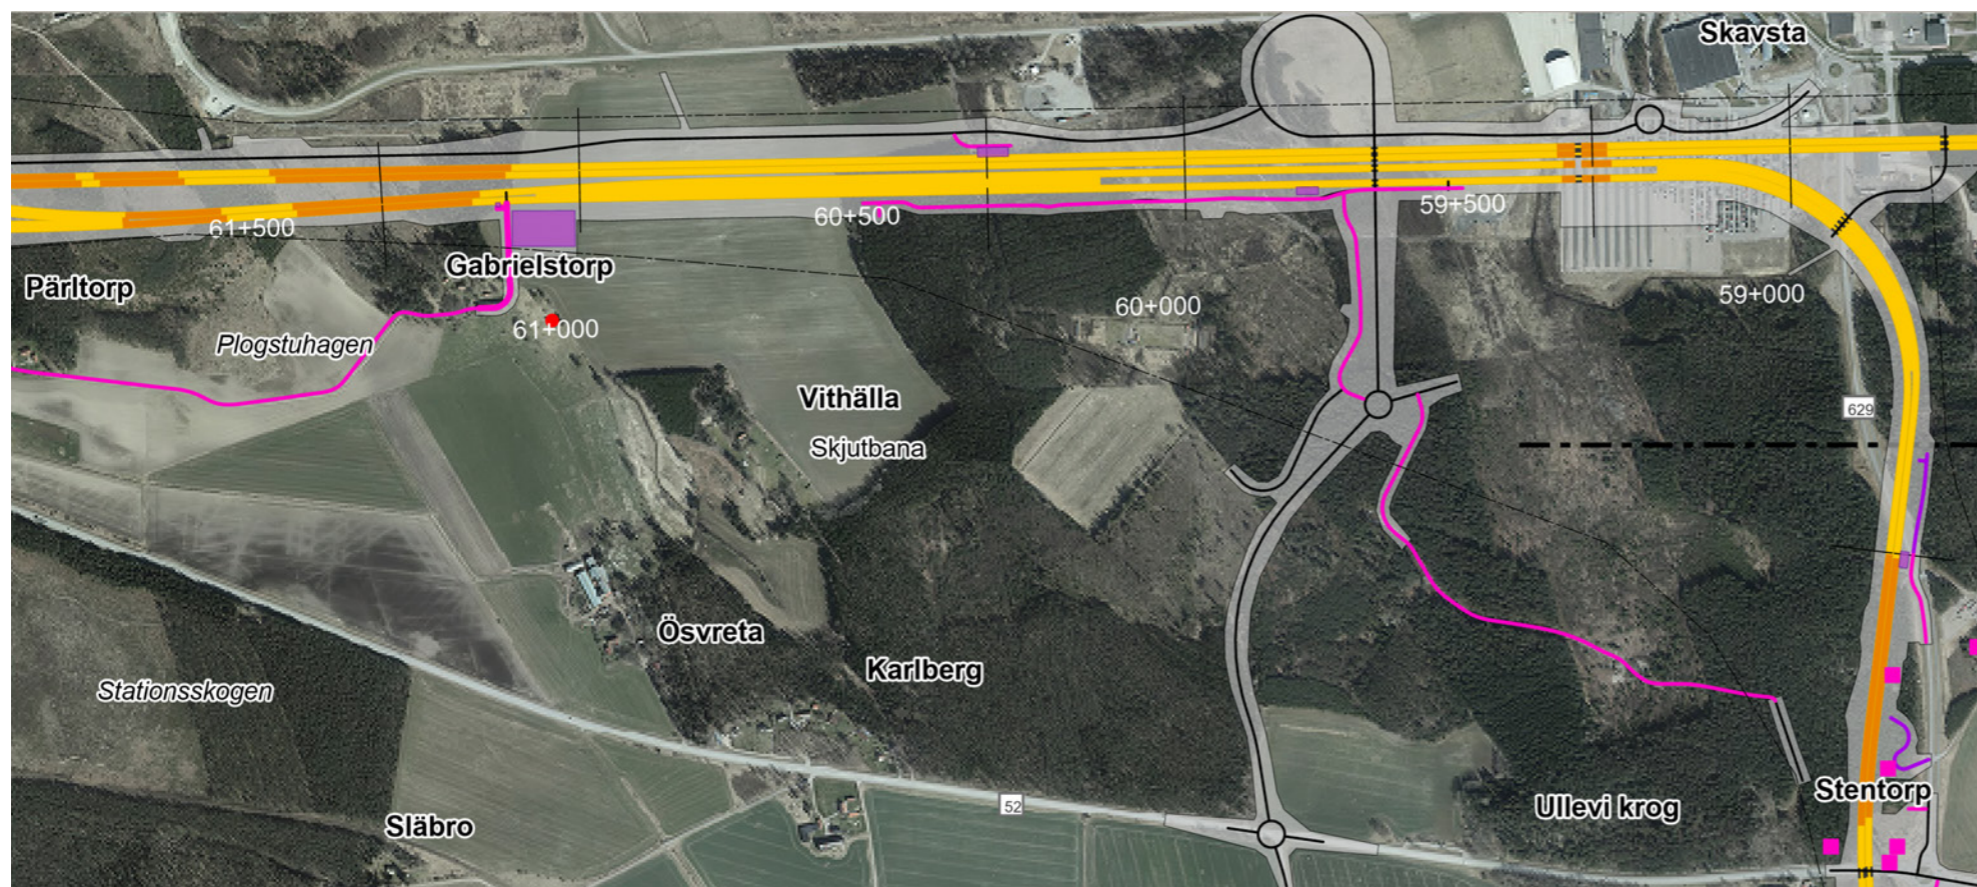 Skavsta
59+500
60+500
61+500
Gabrielstorp
Pärltorp
59+000
60+000
61+000
Plogstuhagen
Vithälla
629
Skjutbana
Ösvreta
Karlberg
Stationsskogen
Stentorp
52
Ullevi krog
Släbro